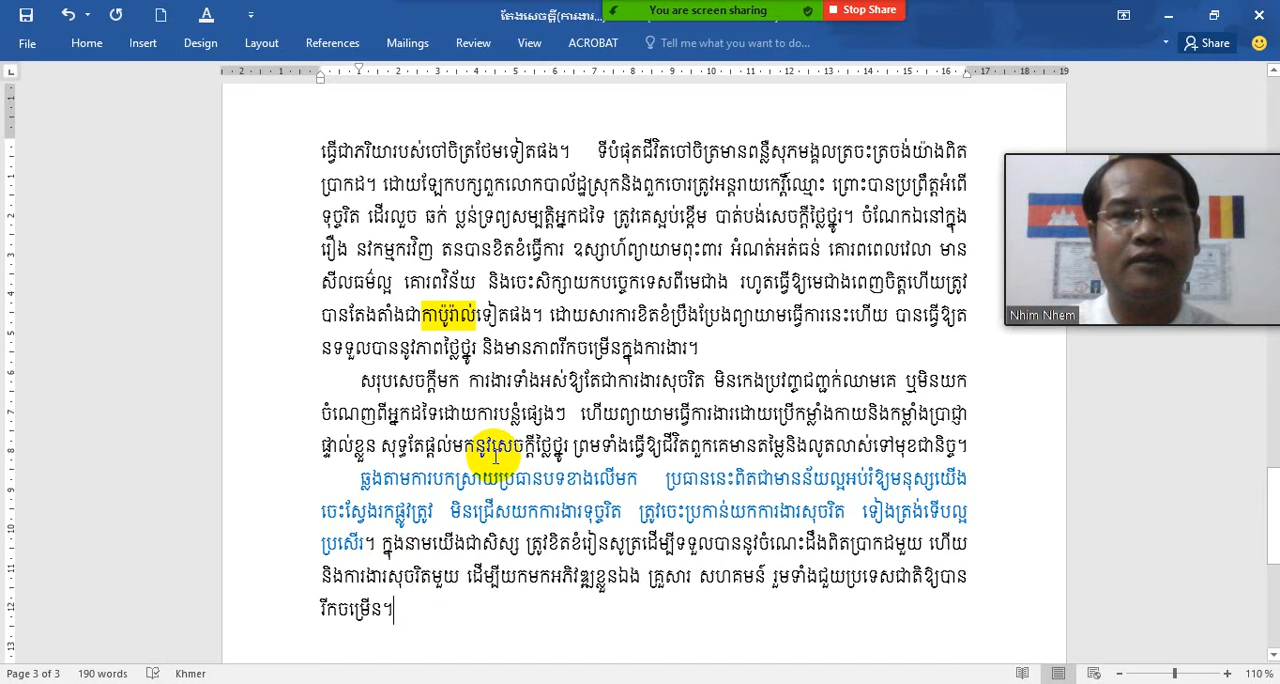 តែងសេចក្តី(ការងារ...
You are screen sharing
Stop Share
File Home Insert Design Layout References Mailings Review View ACROBAT Tell me what you want to do... Share
2 1 1 2 3 4 5 6 7 8 9 10 11 12 13 14 15 16 17 18 19
ធ្វើជាភរិយារបស់ចៅចិត្រថែមទៀតផង។ ទីបំផុតជីវិតចៅចិត្រមានពន្លឺសុភមង្គលត្រចះត្រចង់យ៉ាងពិត
ប្រាកដ។ ដោយឡែកបក្សពួកលោកបាល័ដ្ឋស្រុកនិងពួកចោរត្រូវអន្តរាយកេរ្តិ៍ឈ្មោះ ព្រោះបានប្រព្រឹត្តអំពើ
ទុច្ចរិត ដើរលួច ឆក់ ប្លន់ទ្រព្យសម្បត្តិអ្នកដទៃ ត្រូវគេស្អប់ខ្ពើម បាត់បង់សេចក្តីថ្លៃថ្នូរ។ ចំណែកឯនៅក្នុង
រឿង នវកម្មករវិញ តនបានខិតខំធ្វើការ ឧស្សាហ៍ព្យាយាមពុះពារ អំណត់អត់ធន់ គោរពពេលវេលា មាន
សីលធម៌ល្អ គោរពវិន័យ និងចេះសិក្សាយកបច្ចេកទេសពីមេជាង រហូតធ្វើឱ្យមេជាងពេញចិត្តហើយត្រូវ
បានតែងតាំងជាកាប៉ូរ៉ាល់ទៀតផង។ ដោយសារការខិតខំប្រឹងប្រែងព្យាយាមធ្វើការនេះហើយ បានធ្វើឱ្យត
នទទួលបាននូវភាពថ្លៃថ្នូរ និងមានភាពរីកចម្រើនក្នុងការងារ។
Nhim Nhem
សរុបសេចក្តីមក ការងារទាំងអស់ឱ្យតែជាការងារសុចរិត មិនកេងប្រវញ្ចជញ្ជក់ឈាមគេ ឬមិនយក
ចំណេញពីអ្នកដទៃដោយការបន្លំផ្សេងៗ ហើយព្យាយាមធ្វើការងារដោយប្រើកម្លាំងកាយនិងកម្លាំងប្រាជ្ញា
ផ្ទាល់ខ្លួន សុទ្ធតែផ្តល់មកនូវសេចក្តីថ្លៃថ្នូរ ព្រមទាំងធ្វើឱ្យជីវិតពួកគេមានតម្លៃនិងលូតលាស់ទៅមុខជានិច្ច។
ឆ្លងតាមការបកស្រាយប្រធានបទខាងលើមក ប្រធាននេះពិតជាមានន័យល្អអប់រំឱ្យមនុស្សយើង
ចេះស្វែងរកផ្លូវត្រូវ មិនជ្រើសយកការងារទុច្ចរិត ត្រូវចេះប្រកាន់យកការងារសុចរិត ទៀងត្រង់ទើបល្អ
ប្រសើរ។ ក្នុងនាមយើងជាសិស្ស ត្រូវខិតខំរៀនសូត្រដើម្បីទទួលបាននូវចំណេះដឹងពិតប្រាកដមួយ ហើយ
និងការងារសុចរិតមួយ ដើម្បីយកមកអភិវឌ្ឍខ្លួនឯង គ្រួសារ សហគមន៍ រួមទាំងជួយប្រទេសជាតិឱ្យបាន
រីកចម្រើន។
Page 3 of 3 190 words Khmer 110 %